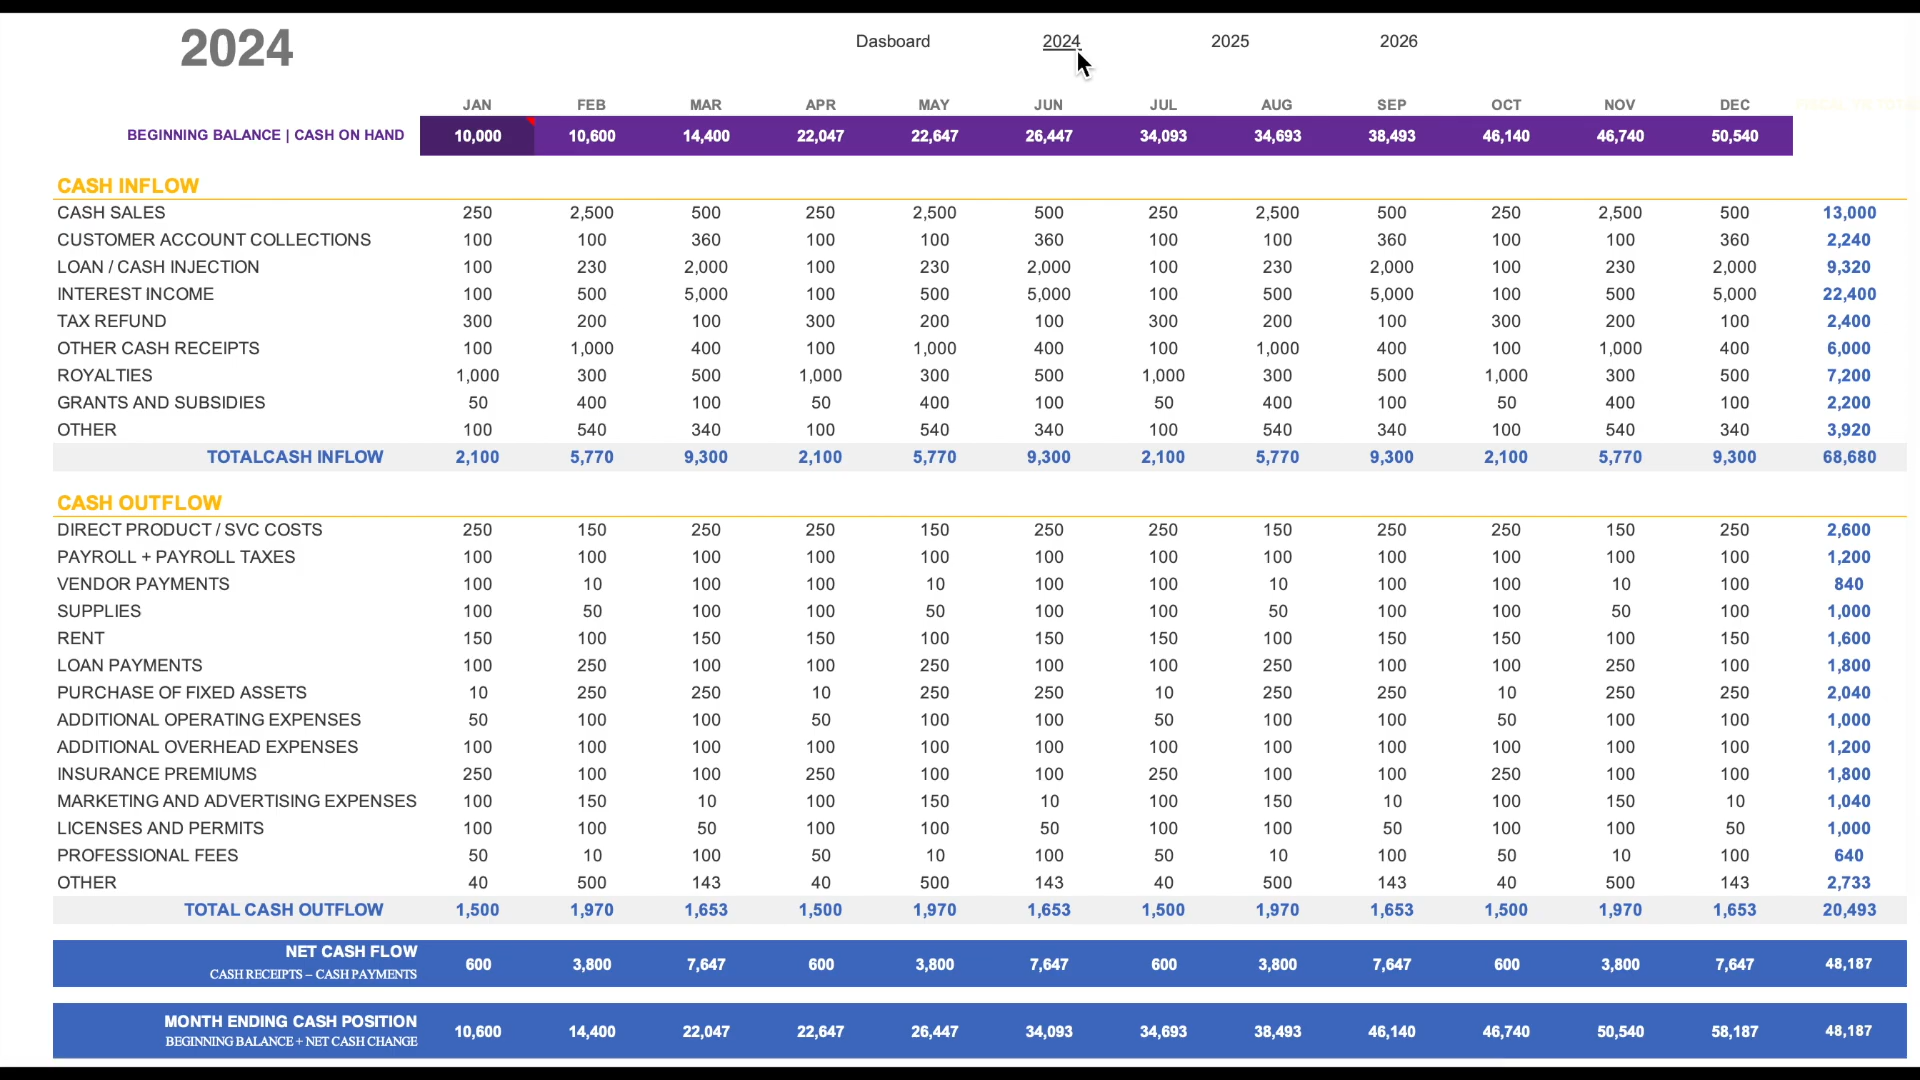 2024 Dasboard 2024 2025 2026
JAN FEB MAR APR MAY JUN JUL AUG SEP OCT NOV DEC
BEGINNING BALANCE | CASH ON HAND 10,000 10,600 14,400 22,047 22,647 26,447 34,093 34,693 38,493 46,140 46,740 50,540
CASH INFLOW
CASH SALES 250 2,500 500 250 2,500 500 250 2,500 500 250 2,500 500 13,000
CUSTOMER ACCOUNT COLLECTIONS 100 100 360 100 100 360 100 100 360 100 100 360 2,240
LOAN / CASH INJECTION 100 230 2,000 100 230 2,000 100 230 2,000 100 230 2,000 9,320
INTEREST INCOME 100 500 5,000 100 500 5,000 100 500 5,000 100 500 5,000 22,400
TAX REFUND 300 200 100 300 200 100 300 200 100 300 200 100 2,400
OTHER CASH RECEIPTS 100 1,000 400 100 1,000 400 100 1,000 400 100 1,000 400 6,000
ROYALTIES 1,000 300 500 1,000 300 500 1,000 300 500 1,000 300 500 7,200
GRANTS AND SUBSIDIES 50 400 100 50 400 100 50 400 100 50 400 100 2,200
OTHER 100 540 340 100 540 340 100 540 340 100 540 340 3,920
TOTALCASH INFLOW 2,100 5,770 9,300 2,100 5,770 9,300 2,100 5,770 9,300 2,100 5,770 9,300 68,680
CASH OUTFLOW
DIRECT PRODUCT / SVC COSTS 250 150 250 250 150 250 250 150 250 250 150 250 2,600
PAYROLL + PAYROLL TAXES 100 100 100 100 100 100 100 100 100 100 100 100 1,200
VENDOR PAYMENTS 100 10 100 100 10 100 100 10 100 100 10 100 840
SUPPLIES 100 50 100 100 50 100 100 50 100 100 50 100 1,000
RENT 150 100 150 150 100 150 150 100 150 150 100 150 1,600
LOAN PAYMENTS 100 250 100 100 250 100 100 250 100 100 250 100 1,800
PURCHASE OF FIXED ASSETS 10 250 250 10 250 250 10 250 250 10 250 250 2,040
ADDITIONAL OPERATING EXPENSES 50 100 100 50 100 100 50 100 100 50 100 100 1,000
ADDITIONAL OVERHEAD EXPENSES 100 100 100 100 100 100 100 100 100 100 100 100 1,200
INSURANCE PREMIUMS 250 100 100 250 100 100 250 100 100 250 100 100 1,800
MARKETING AND ADVERTISING EXPENSES 100 150 10 100 150 10 100 150 10 100 150 10 1,040
LICENSES AND PERMITS 100 100 50 100 100 50 100 100 50 100 100 50 1,000
PROFESSIONAL FEES 50 10 100 50 10 100 50 10 100 50 10 100 640
OTHER 40 500 143 40 500 143 40 500 143 40 500 143 2,733
TOTAL CASH OUTFLOW 1,500 1,970 1,653 1,500 1,970 1,653 1,500 1,970 1,653 1,500 1,970 1,653 20,493
NET CASH FLOW
CASH RECEIPTS – CASH PAYMENTS 600 3,800 7,647 600 3,800 7,647 600 3,800 7,647 600 3,800 7,647 48,187
MONTH ENDING CASH POSITION
BEGINNING BALANCE + NET CASH CHANGE 10,600 14,400 22,047 22,647 26,447 34,093 34,693 38,493 46,140 46,740 50,540 58,187 48,187